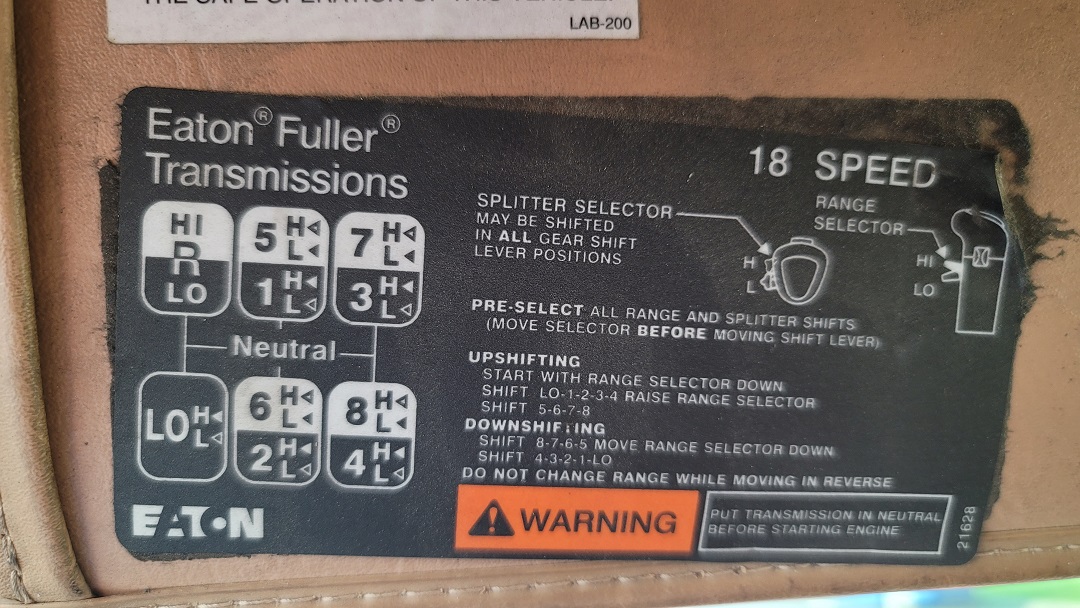 LAB-200
Eaton® Fuller®
Transmissions
18 SPEED
HI
R
LO
5 H L
1 H L
7 H L
3 H L
Neutral
LO H L
6 H L
2 H L
8 H L
4 H L
SPLITTER SELECTOR
MAY BE SHIFTED
IN ALL GEAR SHIFT
LEVER POSITIONS
H
L
RANGE
SELECTOR
HI
LO
PRE-SELECT ALL RANGE AND SPLITTER SHIFTS
(MOVE SELECTOR BEFORE MOVING SHIFT LEVER)
UPSHIFTING
START WITH RANGE SELECTOR DOWN
SHIFT LO-1-2-3-4 RAISE RANGE SELECTOR
SHIFT 5-6-7-8
DOWNSHIFTING
SHIFT 8-7-6-5 MOVE RANGE SELECTOR DOWN
SHIFT 4-3-2-1-LO
DO NOT CHANGE RANGE WHILE MOVING IN REVERSE
EATON
WARNING
PUT TRANSMISSION IN NEUTRAL
BEFORE STARTING ENGINE
21628